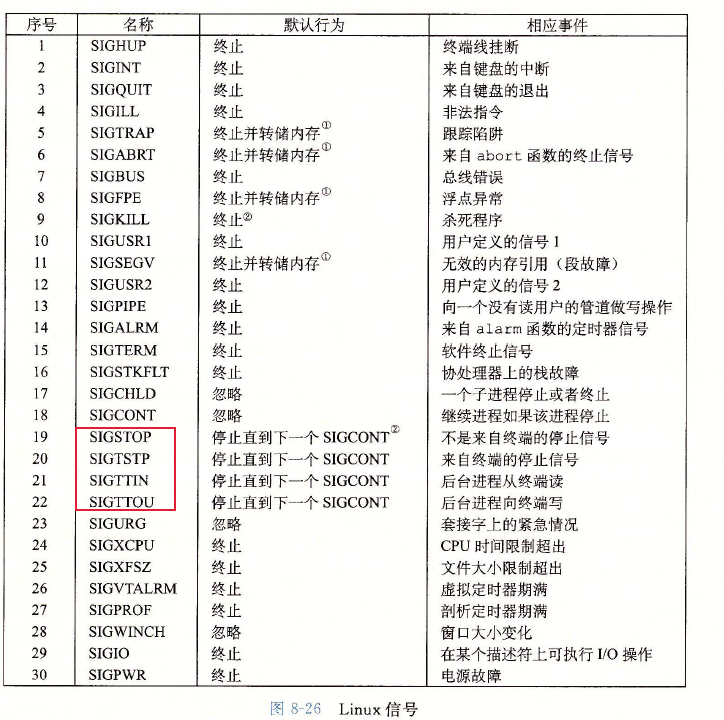 序号 名称 默认行为 相应事件
1 SIGHUP 终止 终端线挂断
2 SIGINT 终止 来自键盘的中断
3 SIGQUIT 终止 来自键盘的退出
4 SIGILL 终止 非法指令
5 SIGTRAP 终止并转储内存① 跟踪陷阱
6 SIGABRT 终止并转储内存① 来自 abort 函数的终止信号
7 SIGBUS 终止 总线错误
8 SIGFPE 终止并转储内存① 浮点异常
9 SIGKILL 终止② 杀死程序
10 SIGUSR1 终止 用户定义的信号 1
11 SIGSEGV 终止并转储内存① 无效的内存引用（段故障）
12 SIGUSR2 终止 用户定义的信号 2
13 SIGPIPE 终止 向一个没有读用户的管道做写操作
14 SIGALRM 终止 来自 alarm 函数的定时器信号
15 SIGTERM 终止 软件终止信号
16 SIGSTKFLT 终止 协处理器上的栈故障
17 SIGCHLD 忽略 一个子进程停止或者终止
18 SIGCONT 忽略 继续进程如果该进程停止
19 SIGSTOP 停止直到下一个 SIGCONT② 不是来自终端的停止信号
20 SIGTSTP 停止直到下一个 SIGCONT 来自终端的停止信号
21 SIGTTIN 停止直到下一个 SIGCONT 后台进程从终端读
22 SIGTTOU 停止直到下一个 SIGCONT 后台进程向终端写
23 SIGURG 忽略 套接字上的紧急情况
24 SIGXCPU 终止 CPU 时间限制超出
25 SIGXFSZ 终止 文件大小限制超出
26 SIGVTALRM 终止 虚拟定时器期满
27 SIGPROF 终止 剖析定时器期满
28 SIGWINCH 忽略 窗口大小变化
29 SIGIO 终止 在某个描述符上可执行 I/O 操作
30 SIGPWR 终止 电源故障
图 8-26 Linux 信号